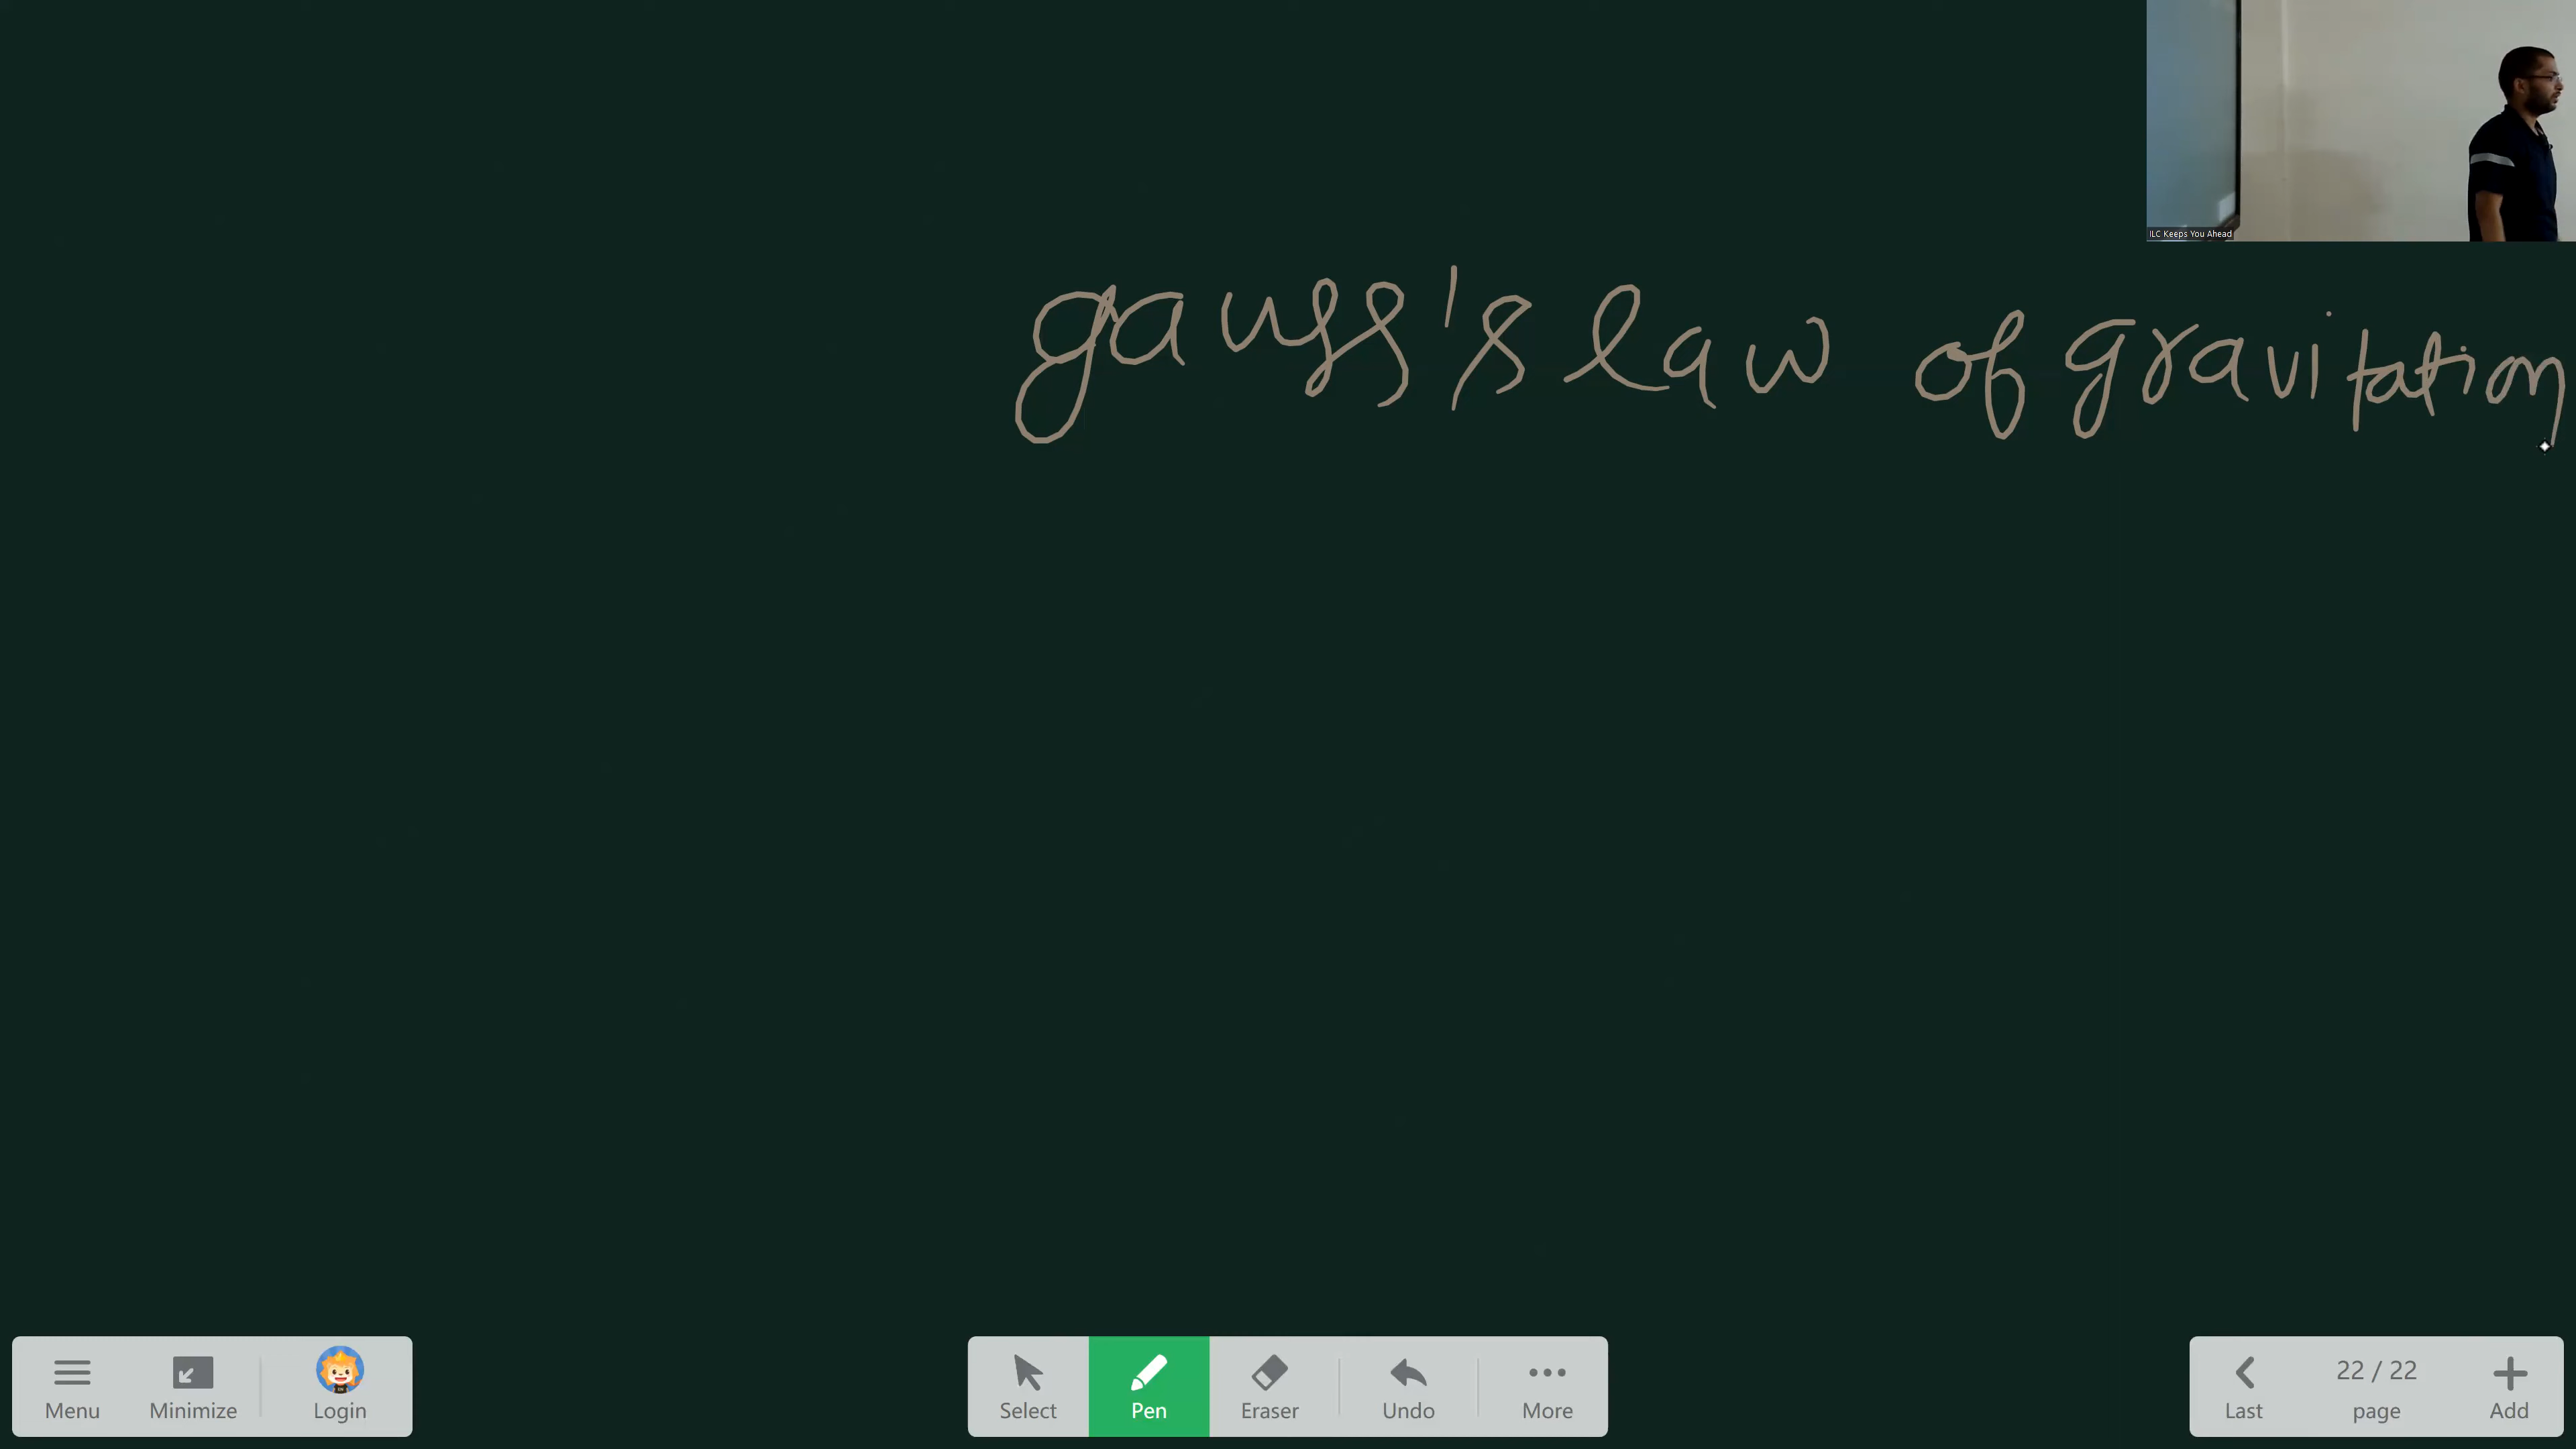 ILC Keeps You Ahead
gauss's law of gravitation
Menu Minimize Login
Select Pen Eraser Undo More
Last 22 / 22 page Add